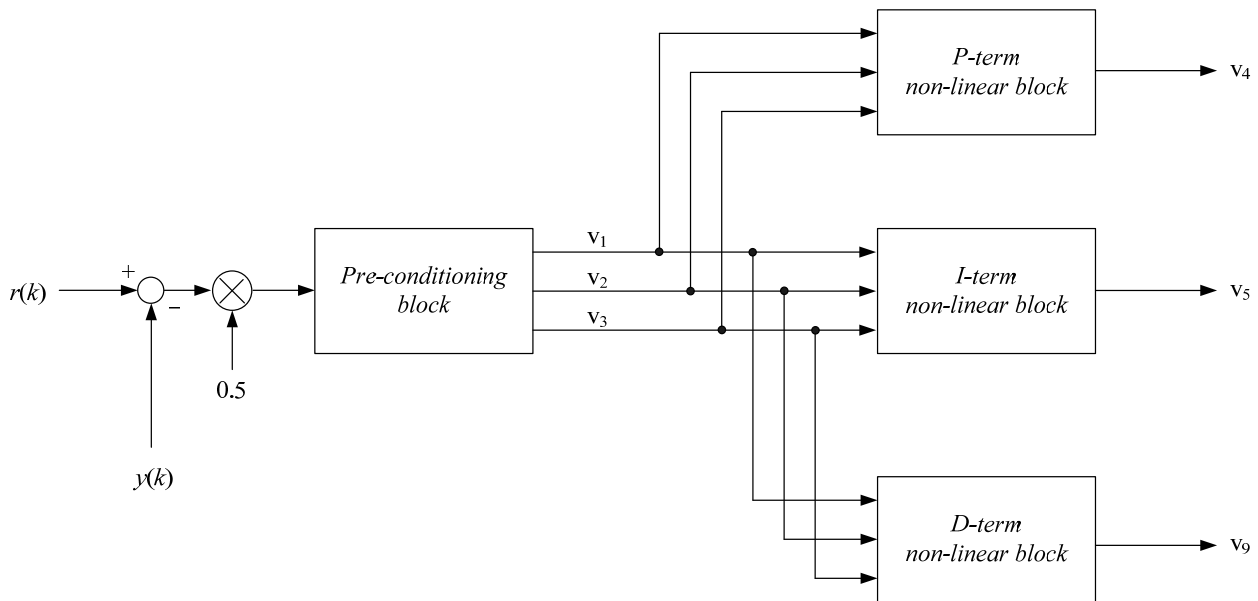 P-term
non-linear block
v4
v1
v2
v3
Pre-conditioning
block
r(k)
+
−
0.5
y(k)
I-term
non-linear block
v5
D-term
non-linear block
v9